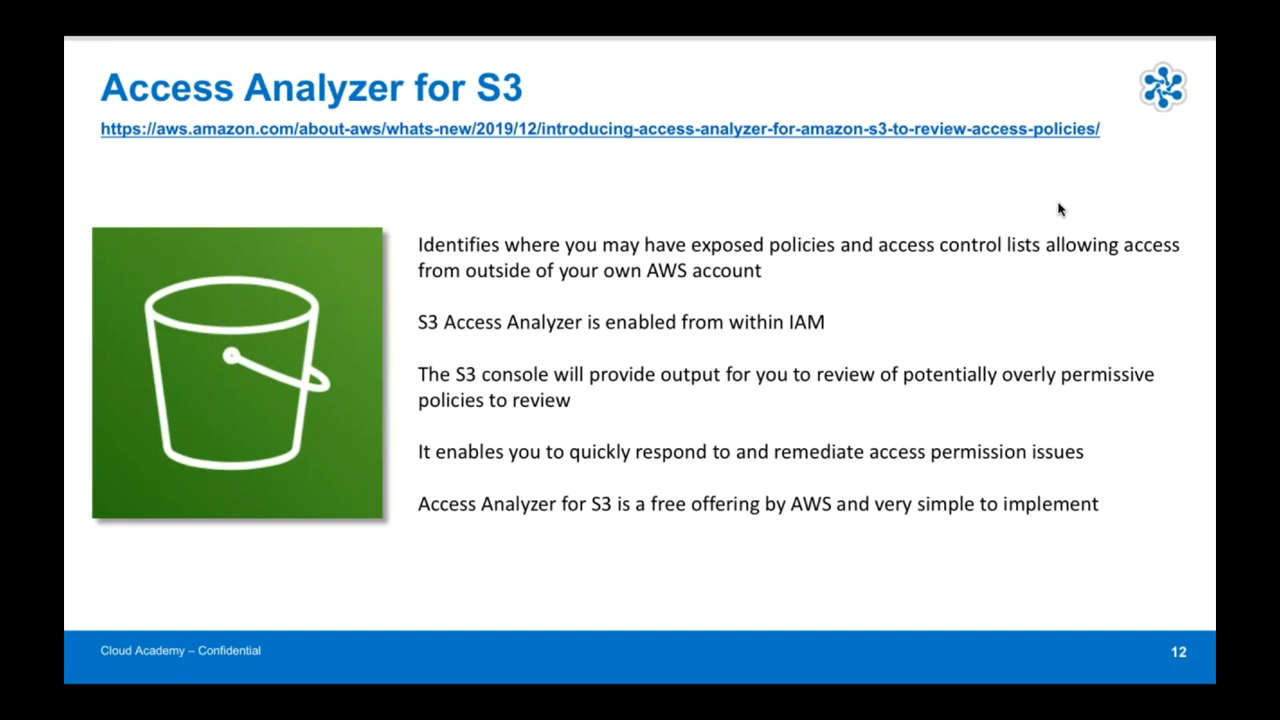 Access Analyzer for S3
https://aws.amazon.com/about-aws/whats-new/2019/12/introducing-access-analyzer-for-amazon-s3-to-review-access-policies/
Identifies where you may have exposed policies and access control lists allowing access
from outside of your own AWS account
S3 Access Analyzer is enabled from within IAM
The S3 console will provide output for you to review of potentially overly permissive
policies to review
It enables you to quickly respond to and remediate access permission issues
Access Analyzer for S3 is a free offering by AWS and very simple to implement
Cloud Academy – Confidential
12